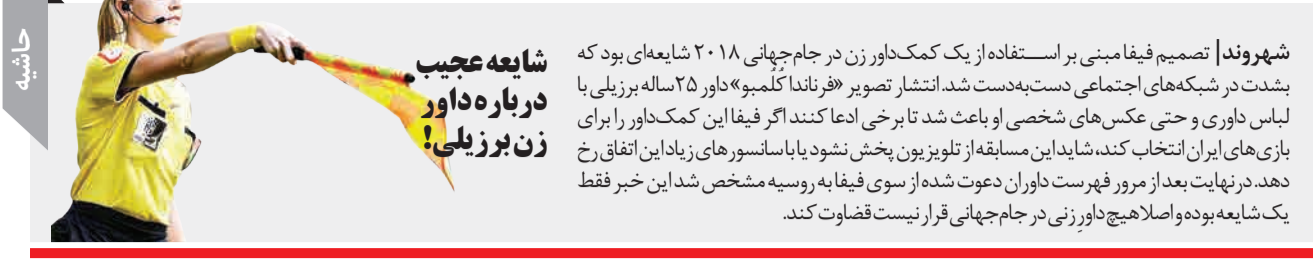 حاشیه
شایعه عجیب
درباره داور
زن برزیلی!
شهروند| تصمیم فیفا مبنی بر اســتفاده از یک کمک‌داور زن در جام‌جهانی ۲۰۱۸ شایعه‌ای بود که
بشدت در شبکه‌های اجتماعی دست‌به‌دست شد. انتشار تصویر «فرناندا کُلُمبو» داور ۲۵ساله برزیلی با
لباس داوری و حتی عکس‌های شخصی او باعث شد تا برخی ادعا کنند اگر فیفا این کمک‌داور را برای
بازی‌های ایران انتخاب کند، شاید این مسابقه از تلویزیون پخش نشود یا با سانسورهای زیاد این اتفاق رخ
دهد. درنهایت بعد از مرور فهرست داوران دعوت شده از سوی فیفا به روسیه مشخص شد این خبر فقط
یک شایعه بوده و اصلا هیچ داورِ زنی در جام‌جهانی قرار نیست قضاوت کند.